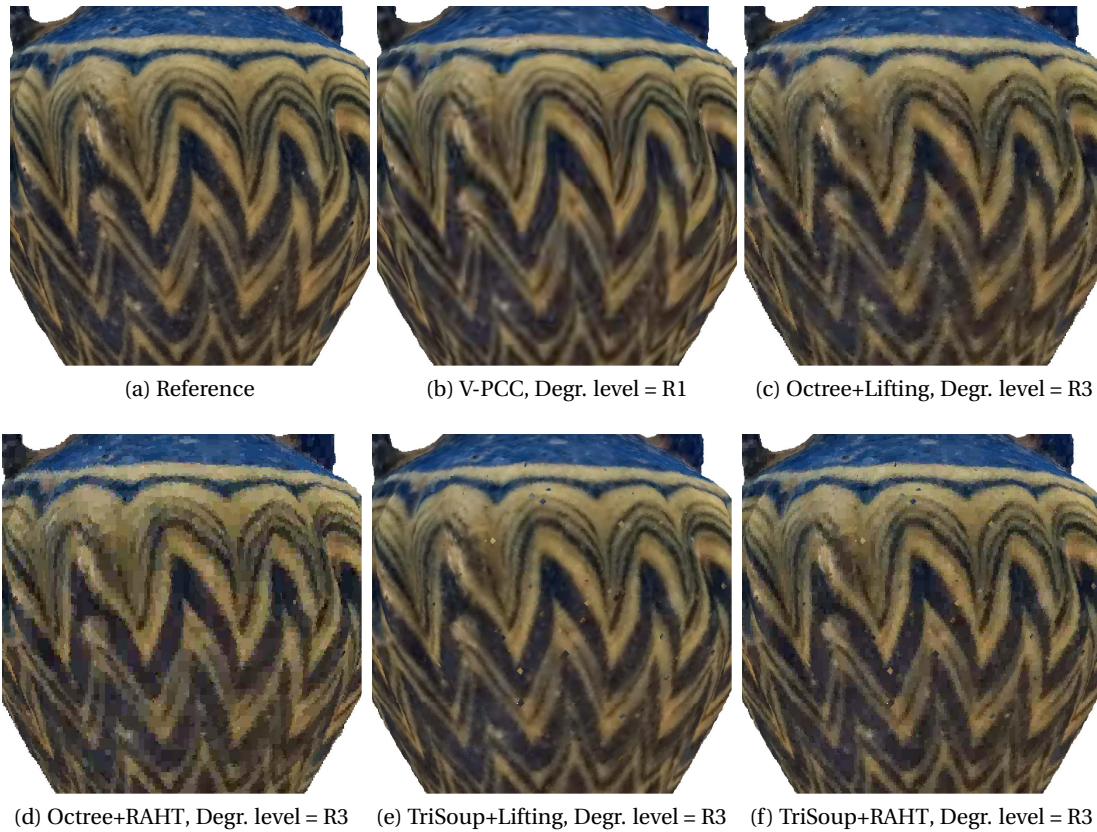 (a) Reference
(b) V-PCC, Degr. level = R1
(c) Octree+Lifting, Degr. level = R3
(d) Octree+RAHT, Degr. level = R3
(e) TriSoup+Lifting, Degr. level = R3
(f) TriSoup+RAHT, Degr. level = R3